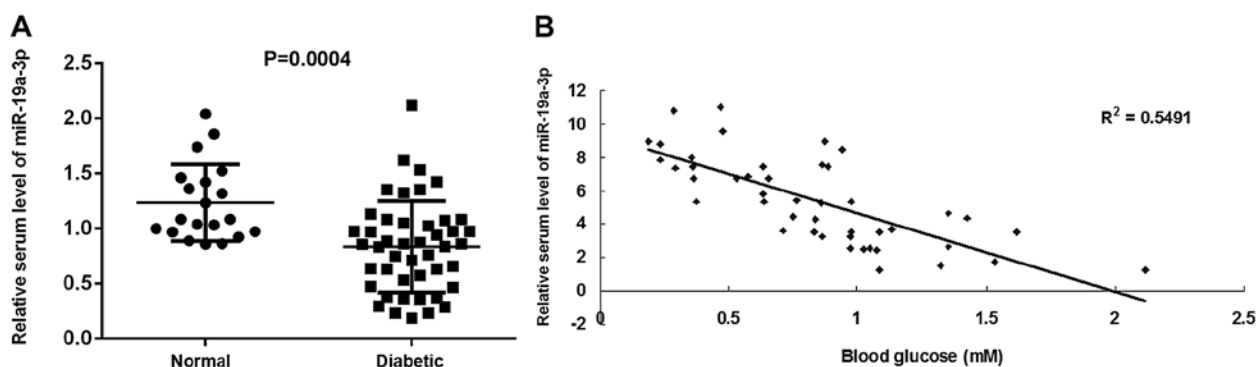 A
Relative serum level of miR-19a-3p
P=0.0004
2.5
2.0
1.5
1.0
0.5
0.0
Normal
Diabetic
B
Relative serum level of miR-19a-3p
R² = 0.5491
12
10
8
6
4
2
0
-2
0
0.5
1
1.5
2
2.5
Blood glucose (mM)